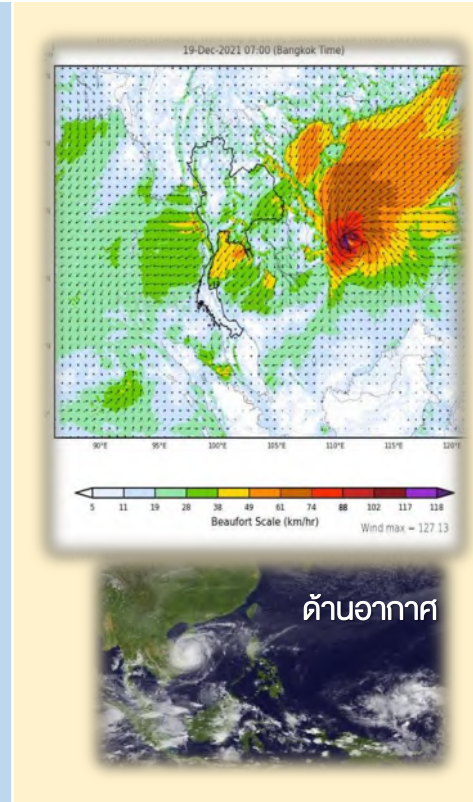 19-Dec-2021 07:00 (Bangkok Time)
90°E 95°E 100°E 105°E 110°E 115°E 120°E
5 11 19 28 38 49 61 74 88 102 117 118
Beaufort Scale (km/hr)
Wind max = 127.13
ด้านอากาศ